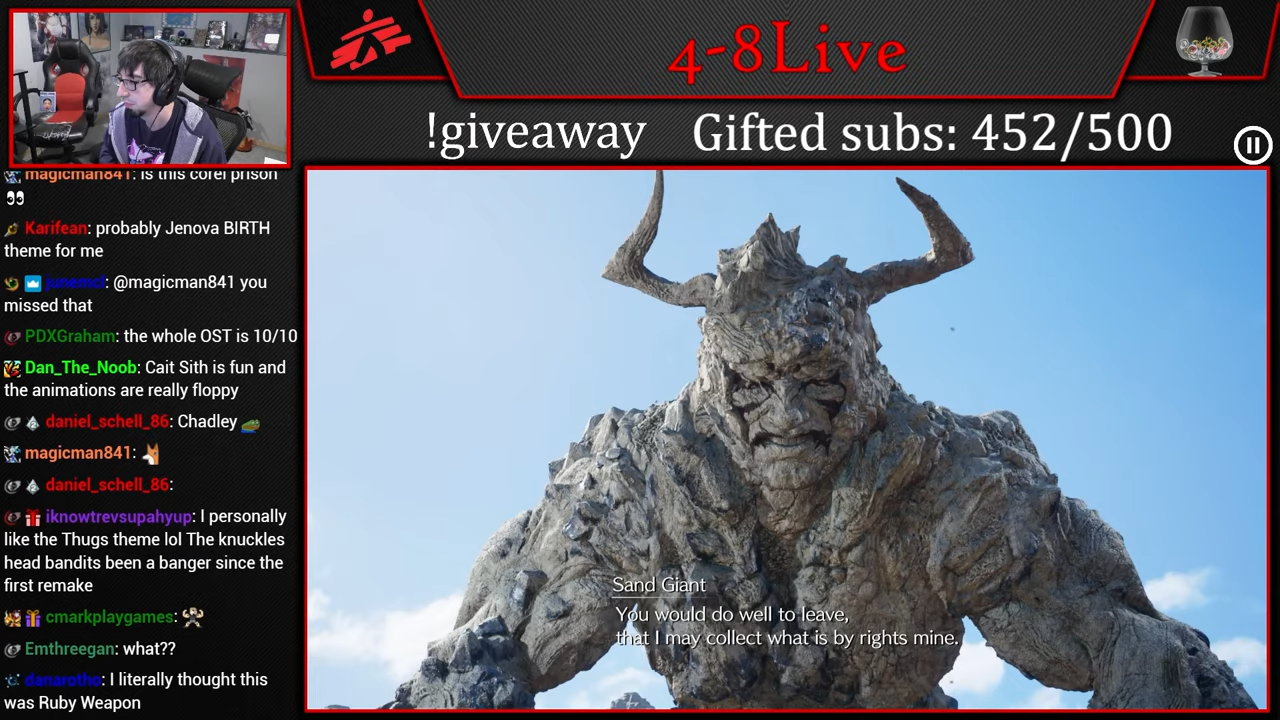 4-8Live
!giveaway Gifted subs: 452/500
magicman841: is this corel prison
Karifean: probably Jenova BIRTH
theme for me
junemcl: @magicman841 you
missed that
PDXGraham: the whole OST is 10/10
Dan_The_Noob: Cait Sith is fun and
the animations are really floppy
daniel_schell_86: Chadley
magicman841:
daniel_schell_86:
iknowtrevsupahyup: I personally
like the Thugs theme lol The knuckles
head bandits been a banger since the
first remake
cmarkplaygames:
Emthreegan: what??
danarotho: I literally thought this
was Ruby Weapon
Sand Giant
You would do well to leave,
that I may collect what is by rights mine.